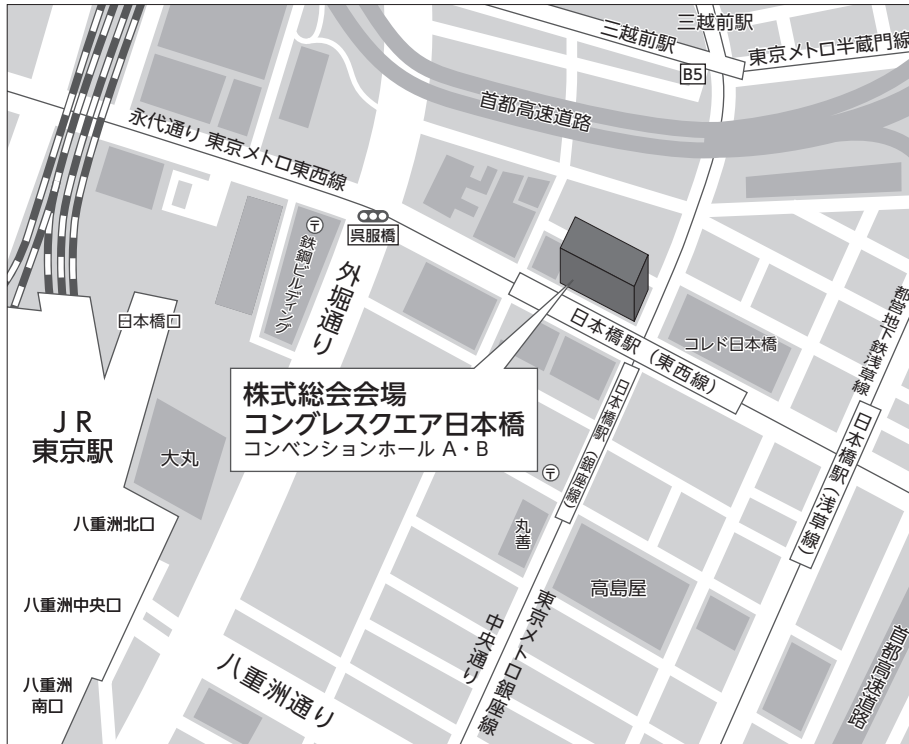 三越前駅
三越前駅
東京メトロ半蔵門線
B5
首都高速道路
永代通り 東京メトロ東西線
呉服橋
〒
鉄鋼ビルディング
外堀通り
日本橋口
日本橋駅（東西線）
コレド日本橋
都営地下鉄浅草線
株式総会会場
コングレスクエア日本橋
コンベンションホール A・B
JR
東京駅
大丸
日本橋駅（銀座線）
日本橋駅（浅草線）
〒
八重洲北口
丸善
高島屋
八重洲中央口
東京メトロ銀座線
中央通り
首都高速道路
八重洲通り
八重洲
南口